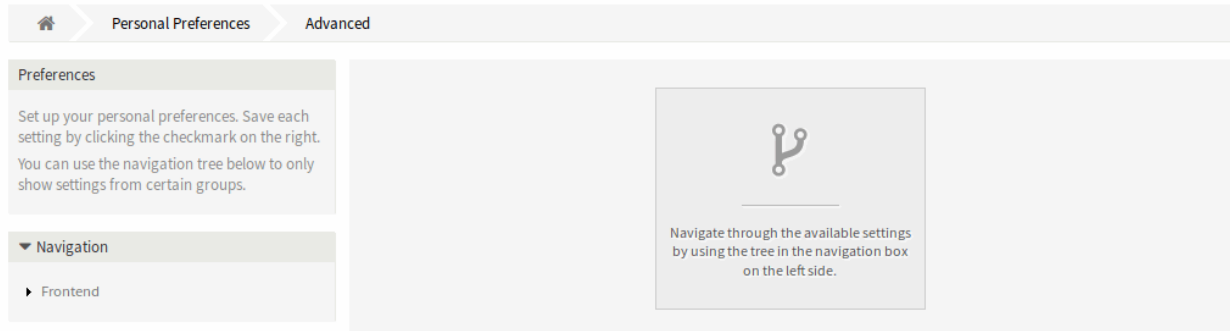 Personal Preferences
Advanced
Preferences
Set up your personal preferences. Save each
setting by clicking the checkmark on the right.
You can use the navigation tree below to only
show settings from certain groups.
Navigation
Frontend
Navigate through the available settings
by using the tree in the navigation box
on the left side.